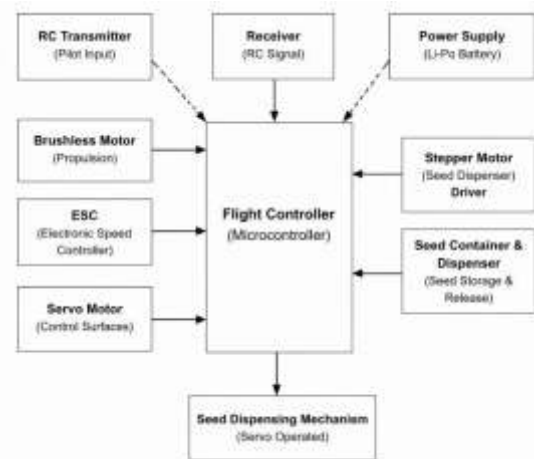 RC Transmitter
(Pilot Input)
Receiver
(RC Signal)
Power Supply
(Li-Po Battery)
Brushless Motor
(Propulsion)
ESC
(Electronic Speed
Controller)
Servo Motor
(Control Surfaces)
Flight Controller
(Microcontroller)
Stepper Motor
(Seed Dispenser)
Driver
Seed Container &
Dispenser
(Seed Storage &
Release)
Seed Dispensing Mechanism
(Servo Operated)